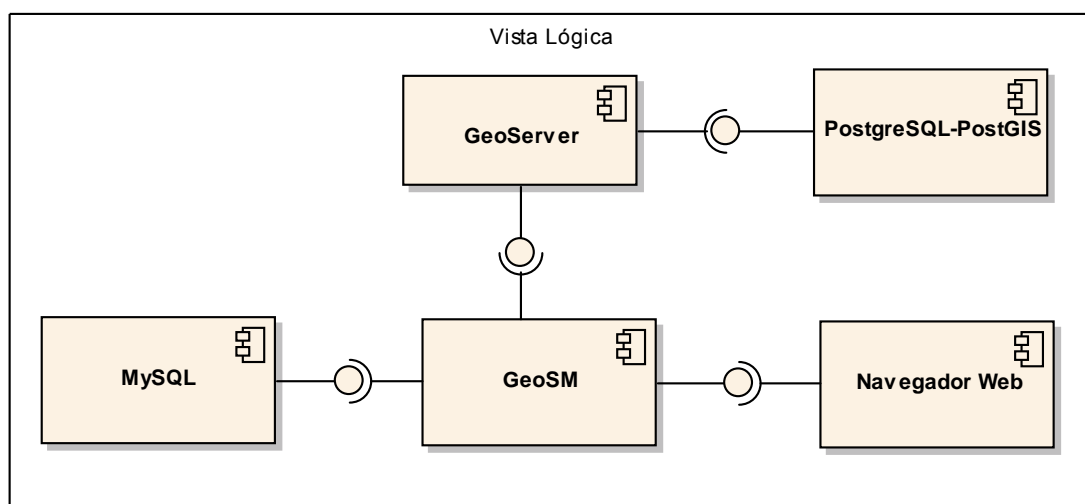 Vista Lógica
GeoServer
PostgreSQL-PostGIS
MySQL
GeoSM
Navegador Web